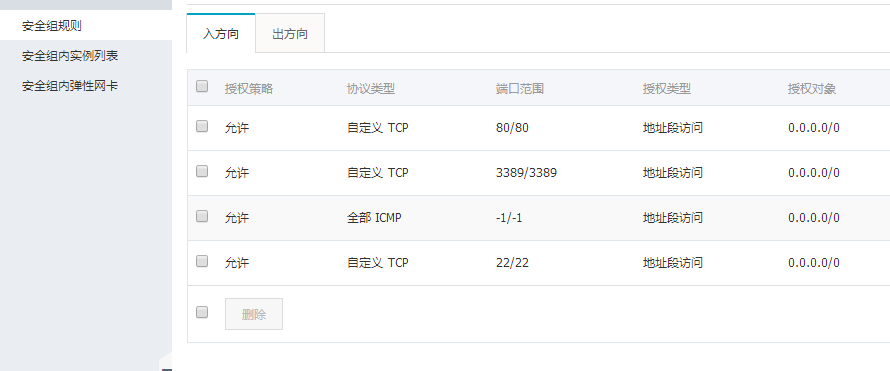 安全组规则
安全组内实例列表
安全组内弹性网卡
入方向 出方向
授权策略 协议类型 端口范围 授权类型 授权对象
允许 自定义 TCP 80/80 地址段访问 0.0.0.0/0
允许 自定义 TCP 3389/3389 地址段访问 0.0.0.0/0
允许 全部 ICMP -1/-1 地址段访问 0.0.0.0/0
允许 自定义 TCP 22/22 地址段访问 0.0.0.0/0
删除